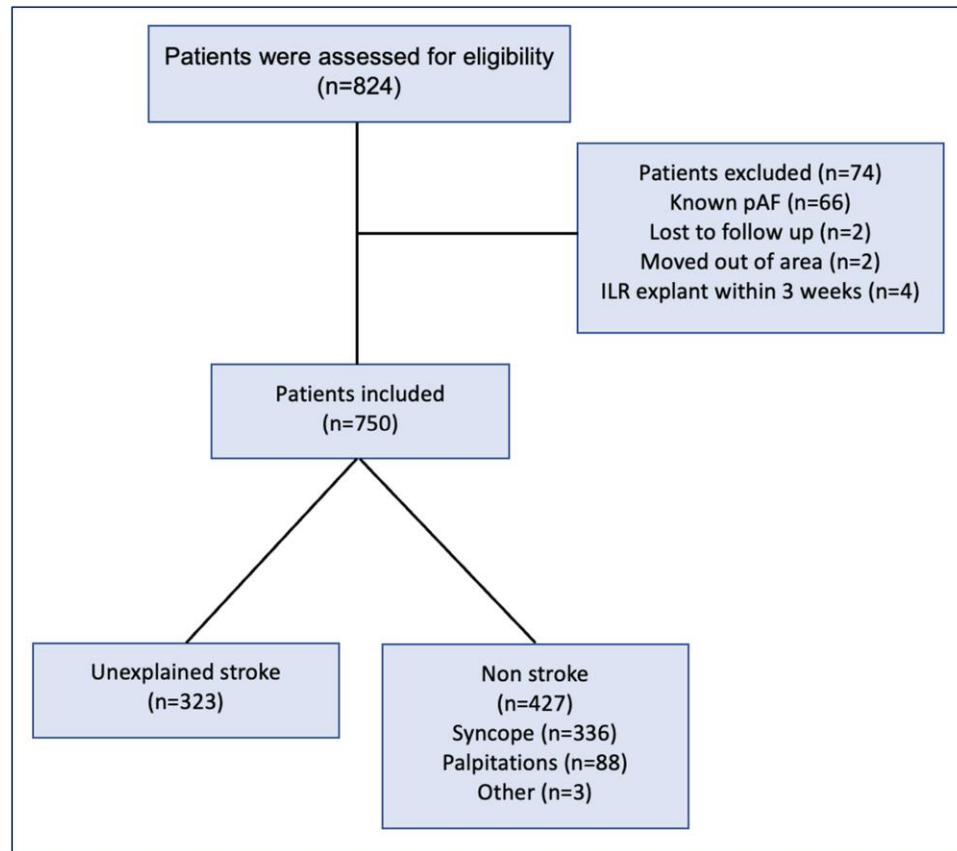 Patients were assessed for eligibility
(n=824)
Patients excluded (n=74)
Known pAF (n=66)
Lost to follow up (n=2)
Moved out of area (n=2)
ILR explant within 3 weeks (n=4)
Patients included
(n=750)
Unexplained stroke
(n=323)
Non stroke
(n=427)
Syncope (n=336)
Palpitations (n=88)
Other (n=3)